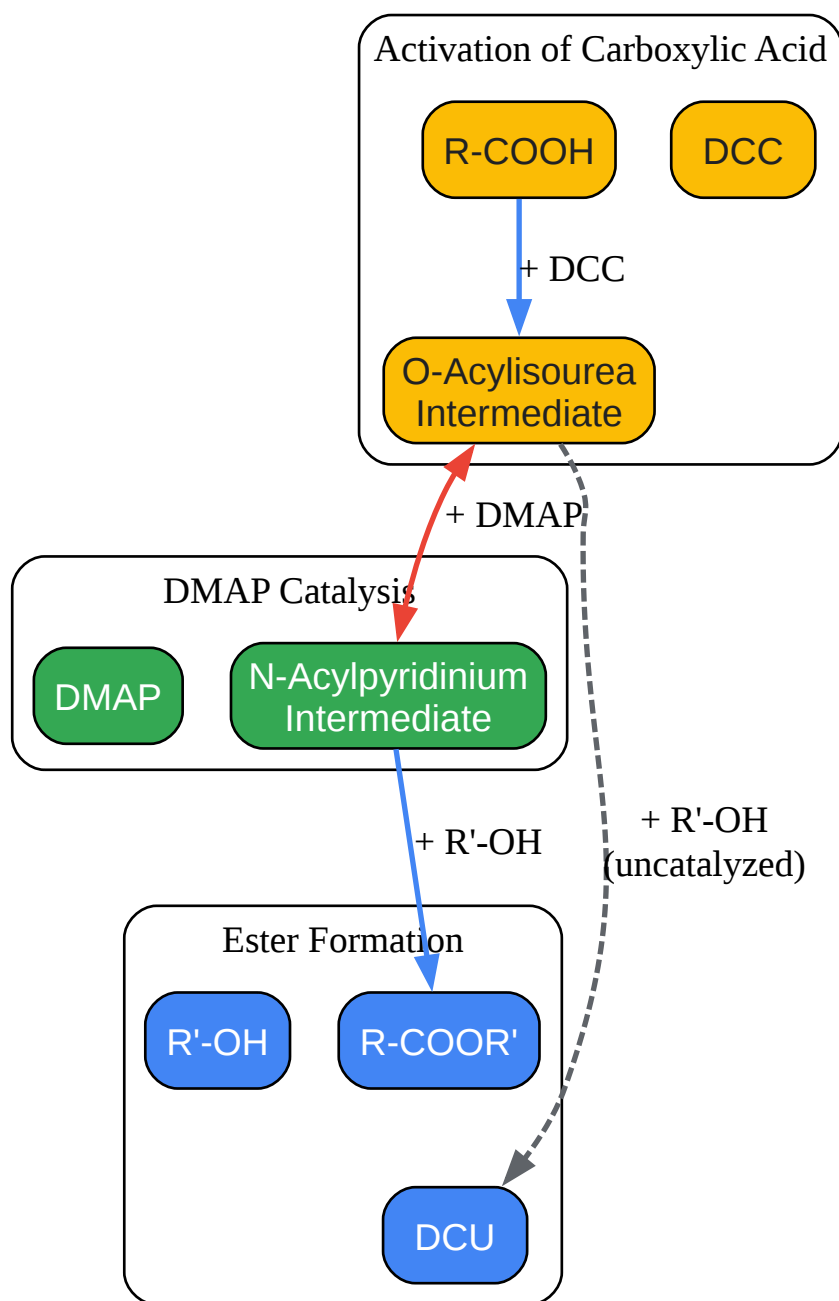 Activation of Carboxylic Acid
R-COOH
DCC
+ DCC
O-Acylisourea
Intermediate
+ DMAP
DMAP Catalysis
DMAP
N-Acylpyridinium
Intermediate
+ R'-OH
+ R'-OH
(uncatalyzed)
Ester Formation
R'-OH
R-COOR'
DCU